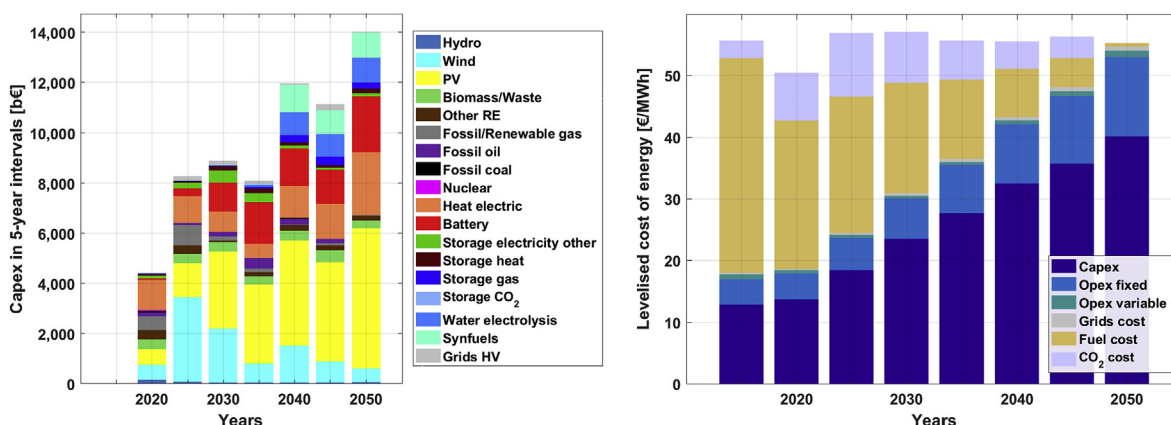 14,000
12,000
10,000
8,000
6,000
4,000
2,000
0
Capex in 5-year intervals [b€]
2020
2030
2040
2050
Years
Hydro
Wind
PV
Biomass/Waste
Other RE
Fossil/Renewable gas
Fossil oil
Fossil coal
Nuclear
Heat electric
Battery
Storage electricity other
Storage heat
Storage gas
Storage CO2
Water electrolysis
Synfuels
Grids HV
50
40
30
20
10
0
Levelised cost of energy [€/MWh]
2020
2030
2040
2050
Years
Capex
Opex fixed
Opex variable
Grids cost
Fuel cost
CO2 cost